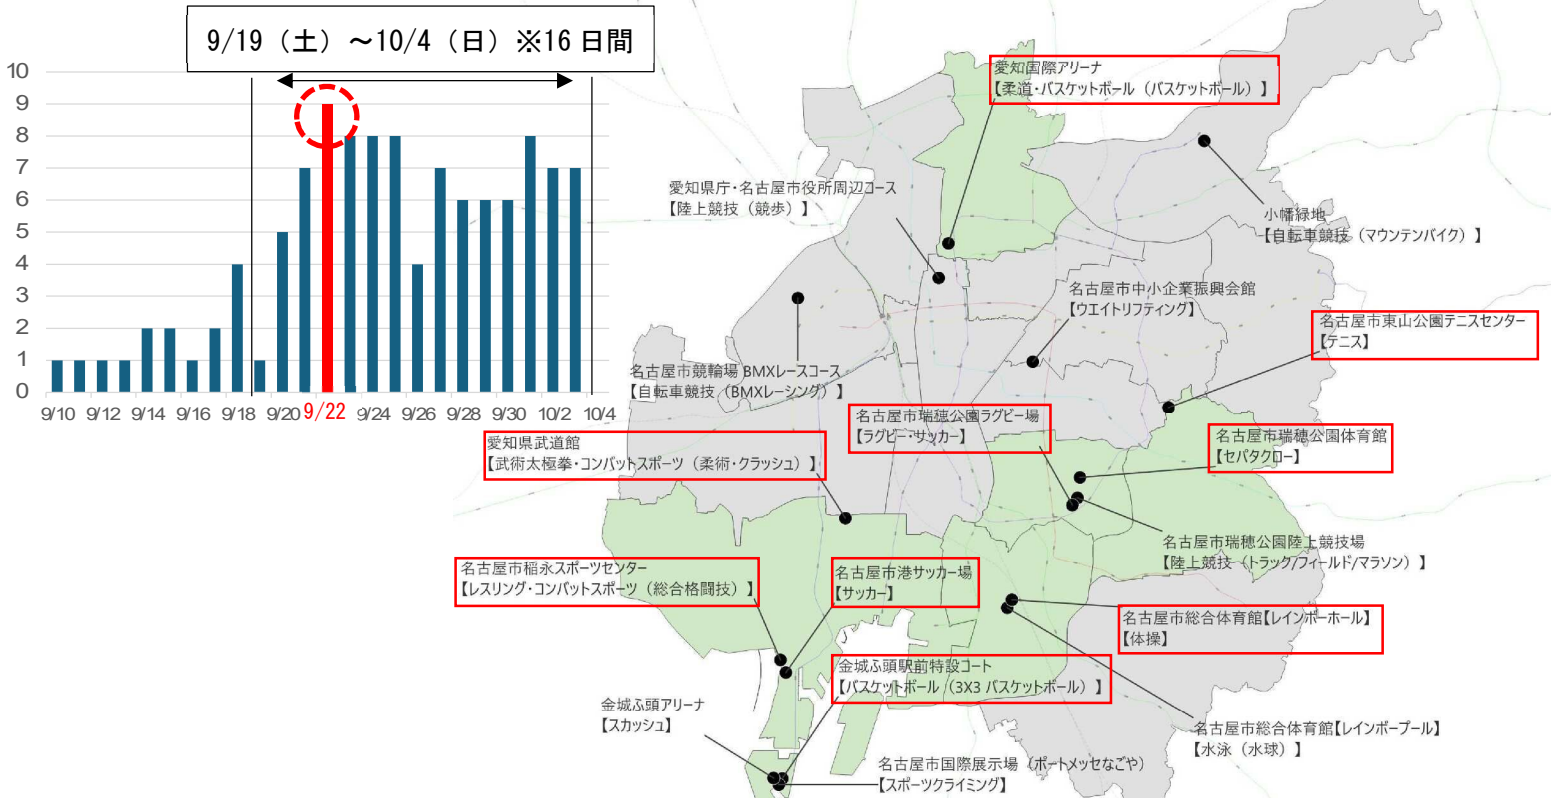 9/19（土）～10/4（日）※16日間
10
9
8
7
6
5
4
3
2
1
0
9/10
9/12
9/14
9/16
9/18
9/20
9/22
9/24
9/26
9/28
9/30
10/2
10/4
愛知国際アリーナ
【柔道・バスケットボール（バスケットボール）】
愛知県庁・名古屋市役所周辺コース
【陸上競技（競歩）】
小幡緑地
【自転車競技（マウンテンバイク）】
名古屋市中小企業振興会館
【ウエイトリフティング】
名古屋市東山公園テニスセンター
【テニス】
名古屋市競輪場 BMXレースコース
【自転車競技（BMXレーシング）】
名古屋市瑞穂公園ラグビー場
【ラグビー・サッカー】
名古屋市瑞穂公園体育館
【セパタクロー】
愛知県武道館
【武術太極拳・コンバットスポーツ（柔術・クラッシュ）】
名古屋市瑞穂公園陸上競技場
【陸上競技（トラック/フィールド/マラソン）】
名古屋市稲永スポーツセンター
【レスリング・コンバットスポーツ（総合格闘技）】
名古屋市港サッカー場
【サッカー】
名古屋市総合体育館【レインボーホール】
【体操】
金城ふ頭駅前特設コート
【バスケットボール（3X3 バスケットボール）】
金城ふ頭アリーナ
【スカッシュ】
名古屋市総合体育館【レインボープール】
【水泳（水球）】
名古屋市国際展示場（ポートメッセなごや）
【スポーツクライミング】